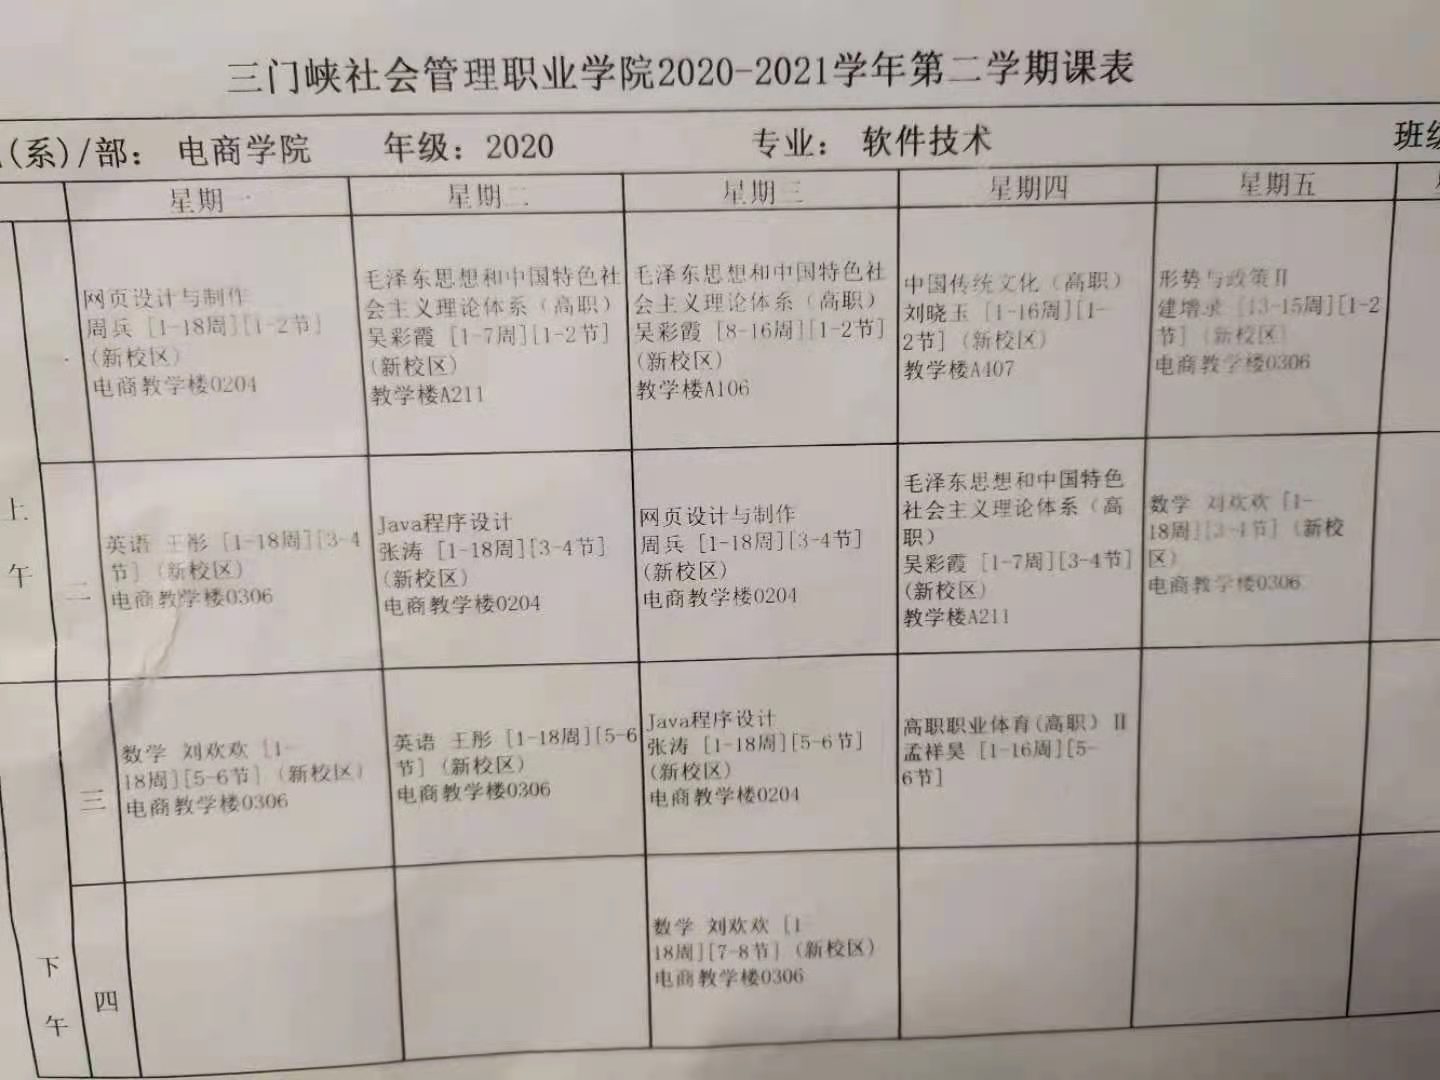 三门峡社会管理职业学院2020-2021学年第二学期课表
(系)/部： 电商学院 年级：2020 专业： 软件技术 班级
星期一 星期二 星期三 星期四 星期五
上
午
网页设计与制作
周兵 [1-18周][1-2节]
(新校区)
电商教学楼0204
毛泽东思想和中国特色社
会主义理论体系（高职）
吴彩霞 [1-7周][1-2节]
(新校区)
教学楼A211
毛泽东思想和中国特色社
会主义理论体系（高职）
吴彩霞 [8-16周][1-2节]
(新校区)
教学楼A106
中国传统文化（高职）
刘晓玉 [1-16周][1-
2节]（新校区）
教学楼A407
形势与政策Ⅱ
建增录 [13-15周][1-2
节]（新校区）
电商教学楼0306
二
英语 王彤 [1-18周][3-4
节]（新校区）
电商教学楼0306
Java程序设计
张涛 [1-18周][3-4节]
(新校区)
电商教学楼0204
网页设计与制作
周兵 [1-18周][3-4节]
(新校区)
电商教学楼0204
毛泽东思想和中国特色
社会主义理论体系（高
职）
吴彩霞 [1-7周][3-4节]
(新校区)
教学楼A211
数学 刘欢欢 [1-
18周][3-4节]（新校
区）
电商教学楼0306
下
午
三
数学 刘欢欢 [1-
18周][5-6节]（新校区）
电商教学楼0306
英语 王彤 [1-18周][5-6
节]（新校区）
电商教学楼0306
Java程序设计
张涛 [1-18周][5-6节]
(新校区)
电商教学楼0204
高职职业体育(高职）Ⅱ
孟祥昊 [1-16周][5-
6节]
四
数学 刘欢欢 [1-
18周][7-8节]（新校区）
电商教学楼0306